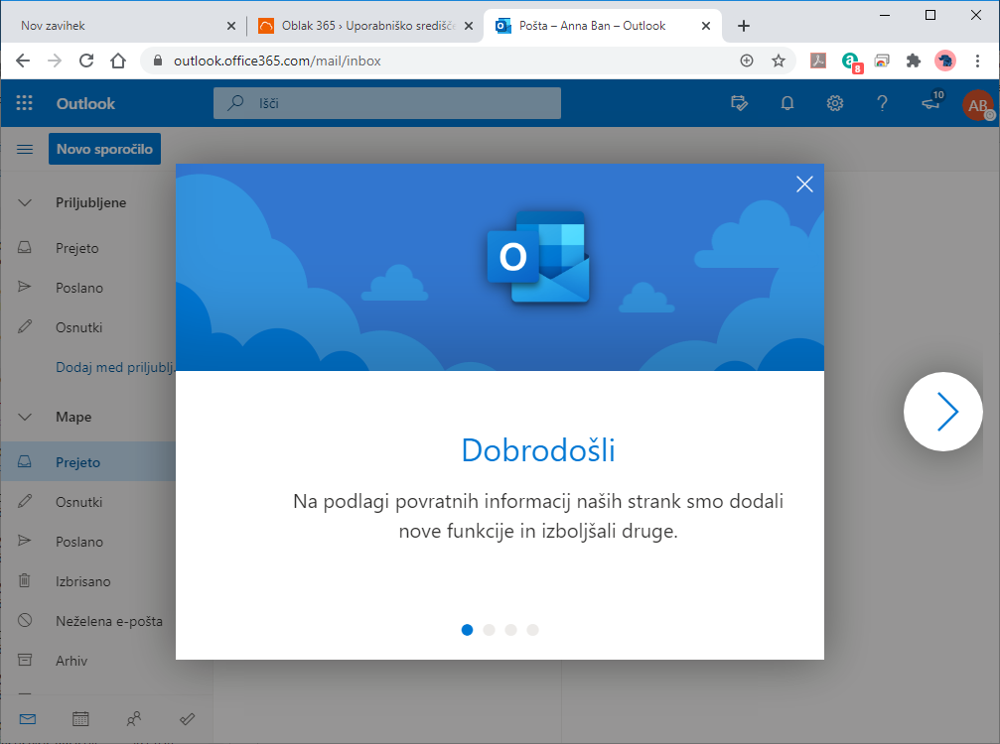 Nov zavihek
Oblak 365 › Uporabniško središče
Pošta – Anna Ban – Outlook
outlook.office365.com/mail/inbox
8
Outlook
Išči
10
AB
Novo sporočilo
Priljubljene
Prejeto
Poslano
Osnutki
Dodaj med priljublj.
Mape
Prejeto
Osnutki
Poslano
Izbrisano
Neželena e-pošta
Arhiv
O
Dobrodošli
Na podlagi povratnih informacij naših strank smo dodali
nove funkcije in izboljšali druge.